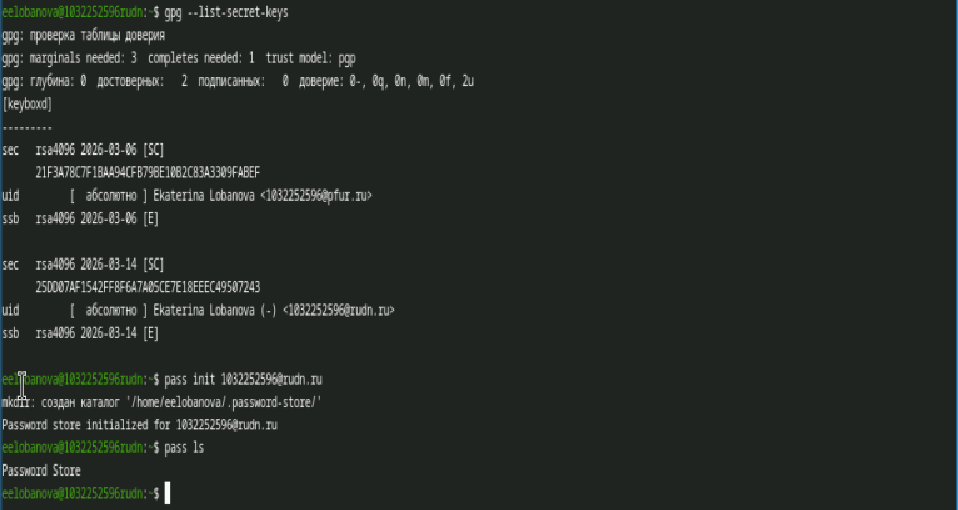 eelobanova@1032252596rudn:~$ gpg --list-secret-keys
gpg: проверка таблицы доверия
gpg: marginals needed: 3  completes needed: 1  trust model: pgp
gpg: глубина: 0  достоверных:   2  подписанных:   0  доверие: 0-, 0q, 0n, 0m, 0f, 2u
[keyboxd]
---------
sec   rsa4096 2026-03-06 [SC]
21F3A78C7F1BAA94CFB79BE10B2C83A3309FABEF
uid         [  абсолютно ] Ekaterina Lobanova <1032252596@pfur.ru>
ssb   rsa4096 2026-03-06 [E]
sec   rsa4096 2026-03-14 [SC]
25DD07AF1542FF8F6A7A05CE7E18EEEC49507243
uid         [  абсолютно ] Ekaterina Lobanova (-) <1032252596@rudn.ru>
ssb   rsa4096 2026-03-14 [E]
eelobanova@1032252596rudn:~$ pass init 1032252596@rudn.ru
mkdir: создан каталог '/home/eelobanova/.password-store/'
Password store initialized for 1032252596@rudn.ru
eelobanova@1032252596rudn:~$ pass ls
Password Store
eelobanova@1032252596rudn:~$